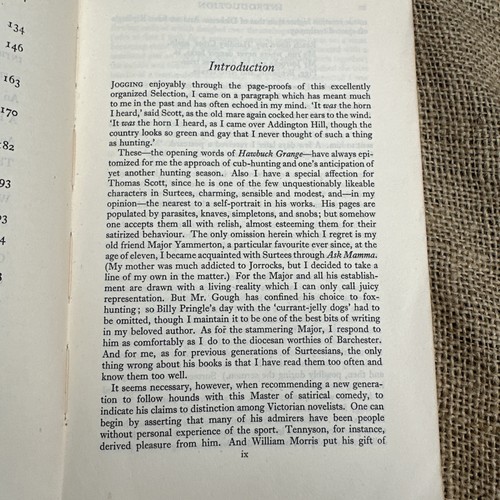 134
146
163
170
182
93
93
4
8
Introduction
JOGGING enjoyably through the page-proofs of this excellently
organized Selection, I came on a paragraph which has meant much
to me in the past and has often echoed in my mind. ‘It was the horn
I heard,’ said Scott, as the old mare again cocked her ears to the wind.
‘It was the horn I heard, as I came over Addington Hill, though the
country looks so green and gay that I never thought of such a thing
as hunting.’
These—the opening words of Hawbuck Grange—have always epi-
tomized for me the approach of cub-hunting and one's anticipation of
yet another hunting season. Also I have a special affection for
Thomas Scott, since he is one of the few unquestionably likeable
characters in Surtees, charming, sensible and modest, and—in my
opinion—the nearest to a self-portrait in his works. His pages are
populated by parasites, knaves, simpletons, and snobs; but somehow
one accepts them all with relish, almost esteeming them for their
satirized behaviour. The only omission herein which I regret is my
old friend Major Yammerton, a particular favourite ever since, at the
age of eleven, I became acquainted with Surtees through Ask Mamma.
(My mother was much addicted to Jorrocks, but I decided to take a
line of my own in the matter.) For the Major and all his establish-
ment are drawn with a living reality which I can only call juicy
representation. But Mr. Gough has confined his choice to fox-
hunting; so Billy Pringle's day with the ‘currant-jelly dogs’ had to
be omitted, though I maintain it to be one of the best bits of writing
in my beloved author. As for the stammering Major, I respond to
him as comfortably as I do to the diocesan worthies of Barchester.
And for me, as for previous generations of Surteesians, the only
thing wrong about his books is that I have read them too often and
know them too well.
It seems necessary, however, when recommending a new genera-
tion to follow hounds with this Master of satirical comedy, to
indicate his claims to distinction among Victorian novelists. One can
begin by asserting that many of his admirers have been people
without personal experience of the sport. Tennyson, for instance,
derived pleasure from him. And William Morris put his gift of
ix